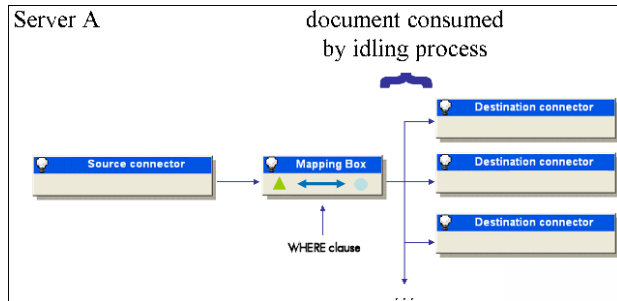 Server A
document consumed
by idling process
Destination connector
Source connector
Mapping Box
Destination connector
Destination connector
WHERE clause
...